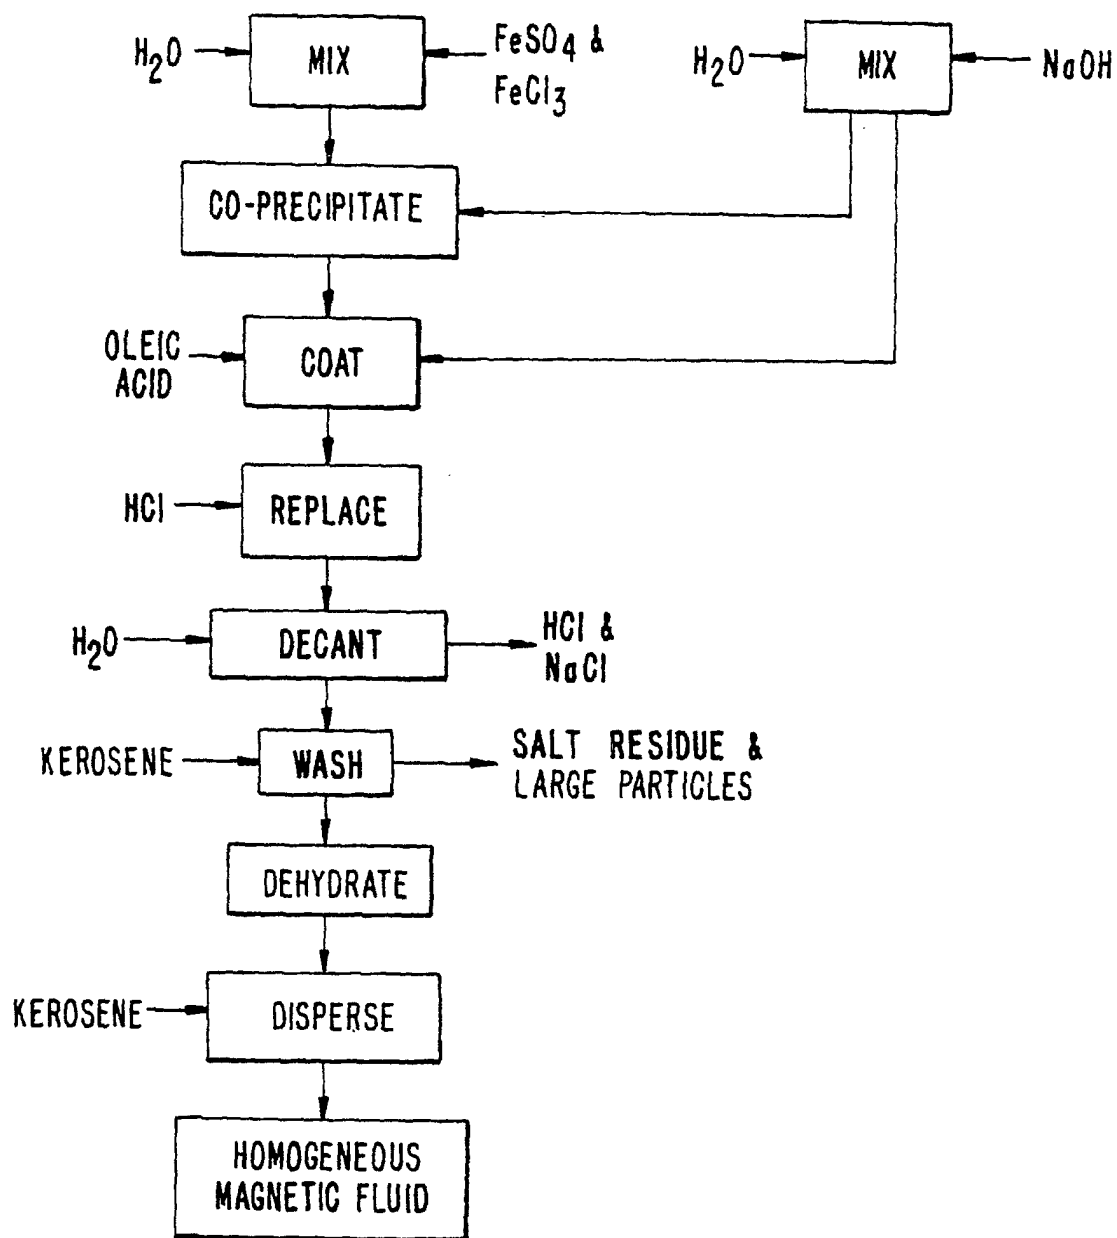 H2O
MIX
FeSO4 &
FeCl3
H2O
MIX
NaOH
CO-PRECIPITATE
OLEIC
ACID
COAT
HCl
REPLACE
H2O
DECANT
HCl &
NaCl
KEROSENE
WASH
SALT RESIDUE &
LARGE PARTICLES
DEHYDRATE
KEROSENE
DISPERSE
HOMOGENEOUS
MAGNETIC FLUID